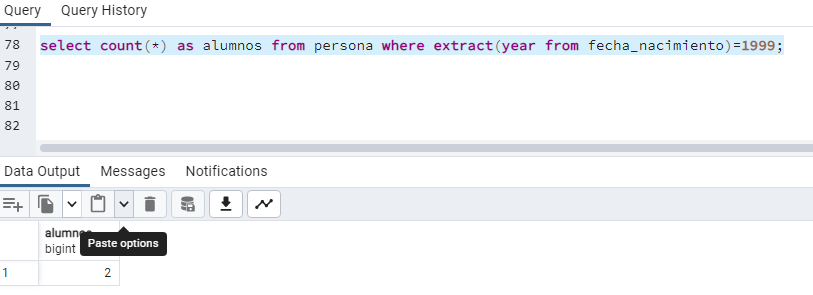 Query Query History
78 select count(*) as alumnos from persona where extract(year from fecha_nacimiento)=1999;
79
80
81
82
Data Output Messages Notifications
Paste options
bigint
1 2